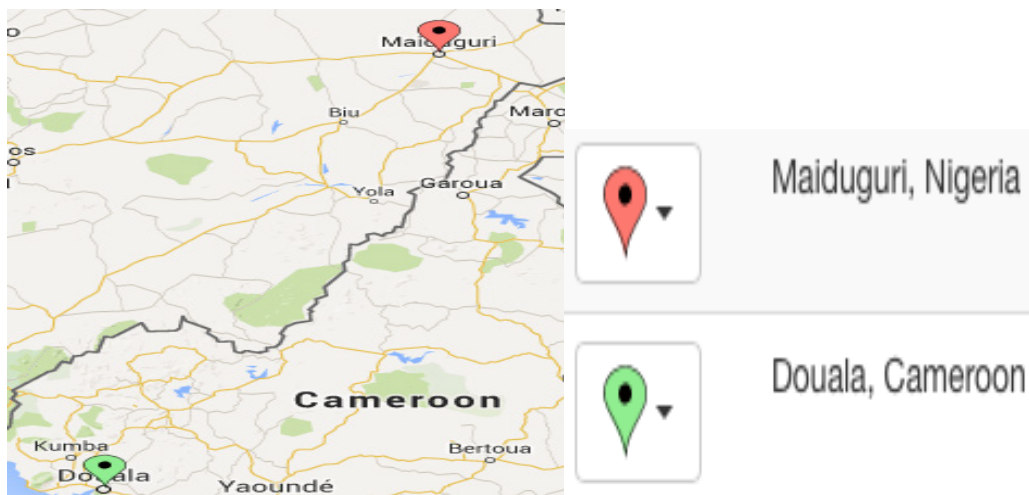 Maiduguri
Biu
Maro
os
Yola
Garoua
Cameroon
Kumba
Douala
Bertoua
Yaoundé
Maiduguri, Nigeria
Douala, Cameroon